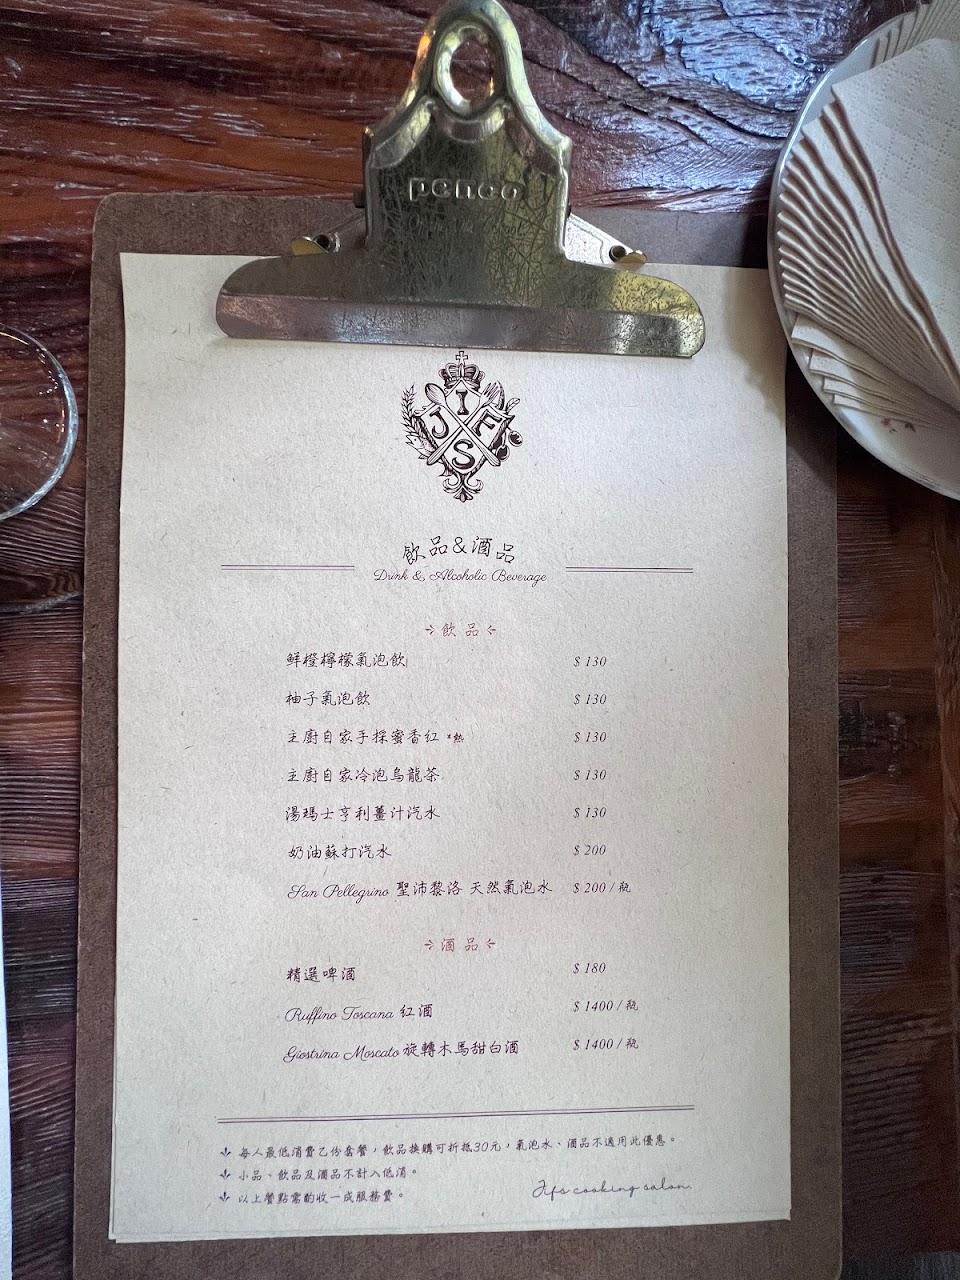 penco
J I F S
飲品&酒品
Drink & Alcoholic Beverage
飲品
鮮橙檸檬氣泡飲 $ 130
柚子氣泡飲 $ 130
主廚自家手採蜜香紅 *熱 $ 130
主廚自家冷泡烏龍茶 $ 130
湯瑪士亨利薑汁汽水 $ 130
奶油蘇打汽水 $ 200
San Pellegrino 聖沛黎洛 天然氣泡水 $ 200 / 瓶
酒品
精選啤酒 $ 180
Ruffino Toscana 紅酒 $ 1400 / 瓶
Giostrina Moscato 旋轉木馬甜白酒 $ 1400 / 瓶
每人最低消費乙份套餐，飲品換購可折抵30元，氣泡水、酒品不適用此優惠。
小品、飲品及酒品不計入低消。
以上餐點需酌收一成服務費。
Jifs cooking salon.